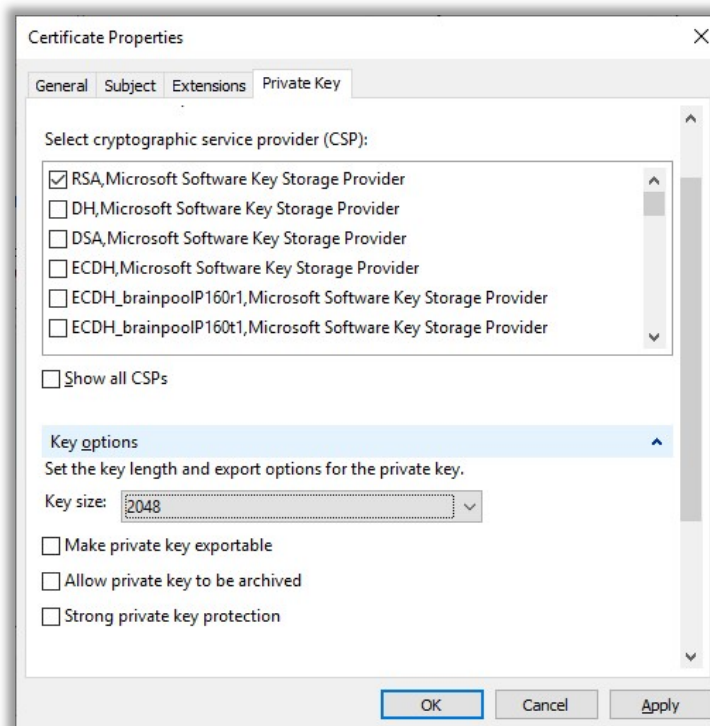 Certificate Properties
General Subject Extensions Private Key
Select cryptographic service provider (CSP):
RSA,Microsoft Software Key Storage Provider
DH,Microsoft Software Key Storage Provider
DSA,Microsoft Software Key Storage Provider
ECDH,Microsoft Software Key Storage Provider
ECDH_brainpoolP160r1,Microsoft Software Key Storage Provider
ECDH_brainpoolP160t1,Microsoft Software Key Storage Provider
Show all CSPs
Key options
Set the key length and export options for the private key.
Key size: 2048
Make private key exportable
Allow private key to be archived
Strong private key protection
OK Cancel Apply